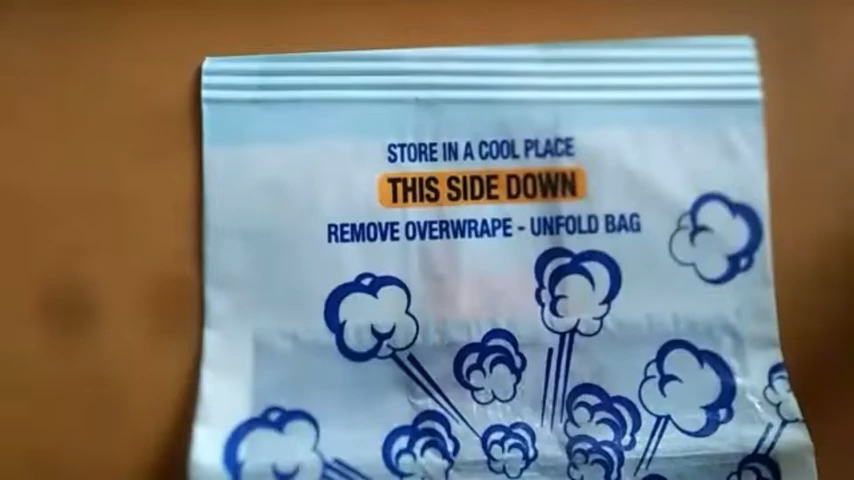 STORE IN A COOL PLACE
THIS SIDE DOWN
REMOVE OVERWRAPE - UNFOLD BAG